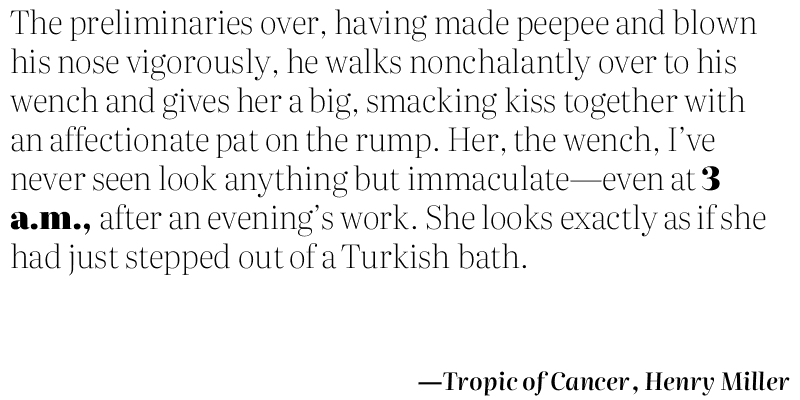 The preliminaries over, having made peepee and blown
his nose vigorously, he walks nonchalantly over to his
wench and gives her a big, smacking kiss together with
an affectionate pat on the rump. Her, the wench, I’ve
never seen look anything but immaculate—even at 3
a.m., after an evening’s work. She looks exactly as if she
had just stepped out of a Turkish bath.
—Tropic of Cancer, Henry Miller